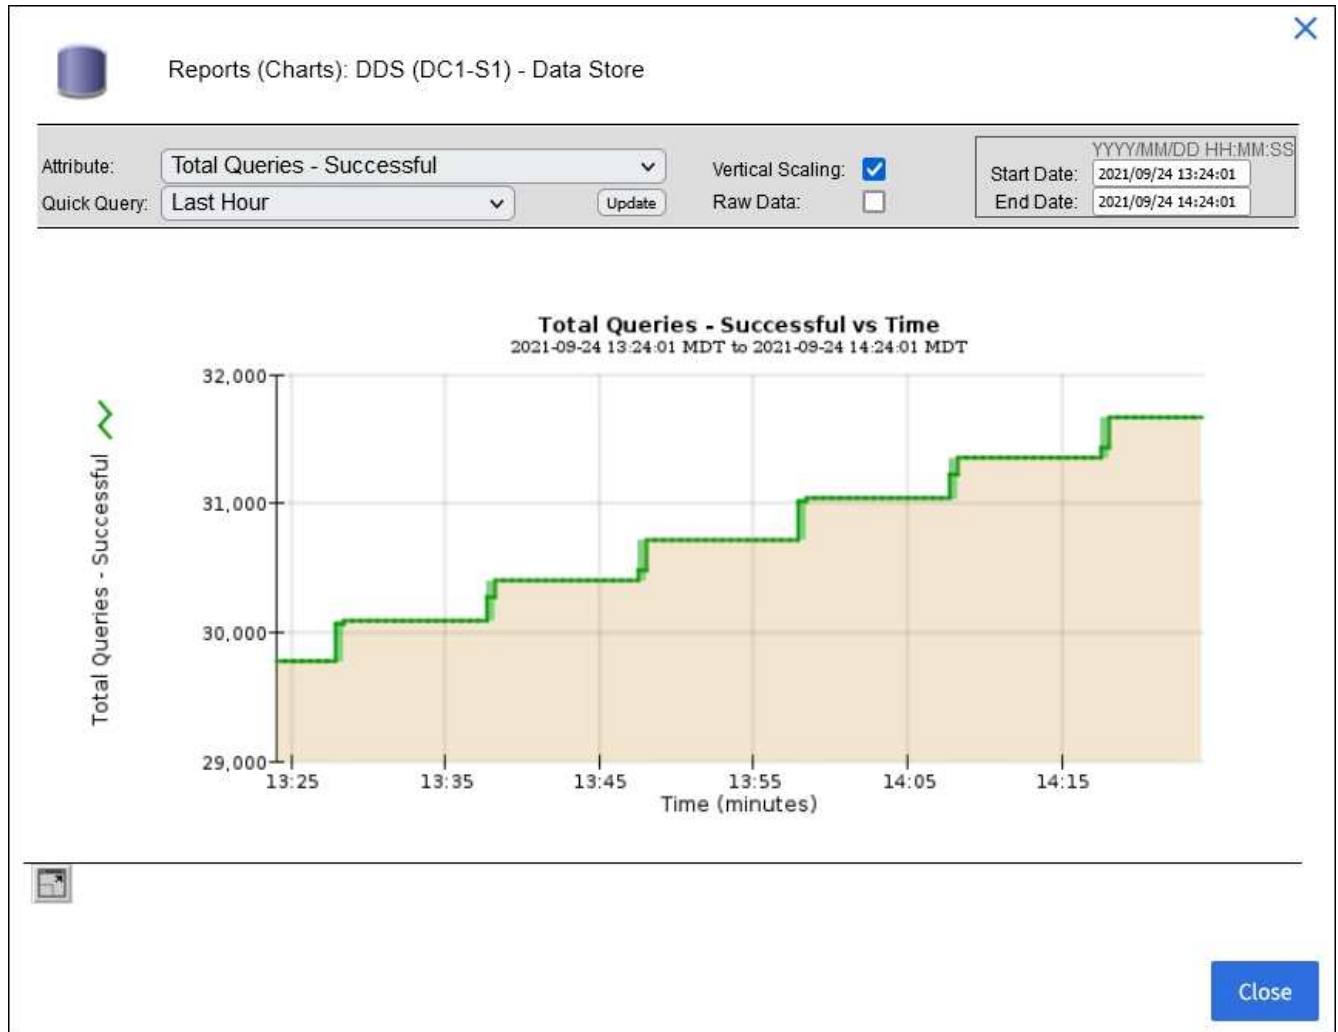 Reports (Charts): DDS (DC1-S1) - Data Store
YYYY/MM/DD HH:MM:SS
Attribute: Total Queries - Successful Vertical Scaling: Start Date: 2021/09/24 13:24:01
Quick Query: Last Hour Update Raw Data: End Date: 2021/09/24 14:24:01
Total Queries - Successful vs Time
2021-09-24 13:24:01 MDT to 2021-09-24 14:24:01 MDT
Total Queries - Successful
32,000
31,000
30,000
29,000
13:25 13:35 13:45 13:55 14:05 14:15
Time (minutes)
Close